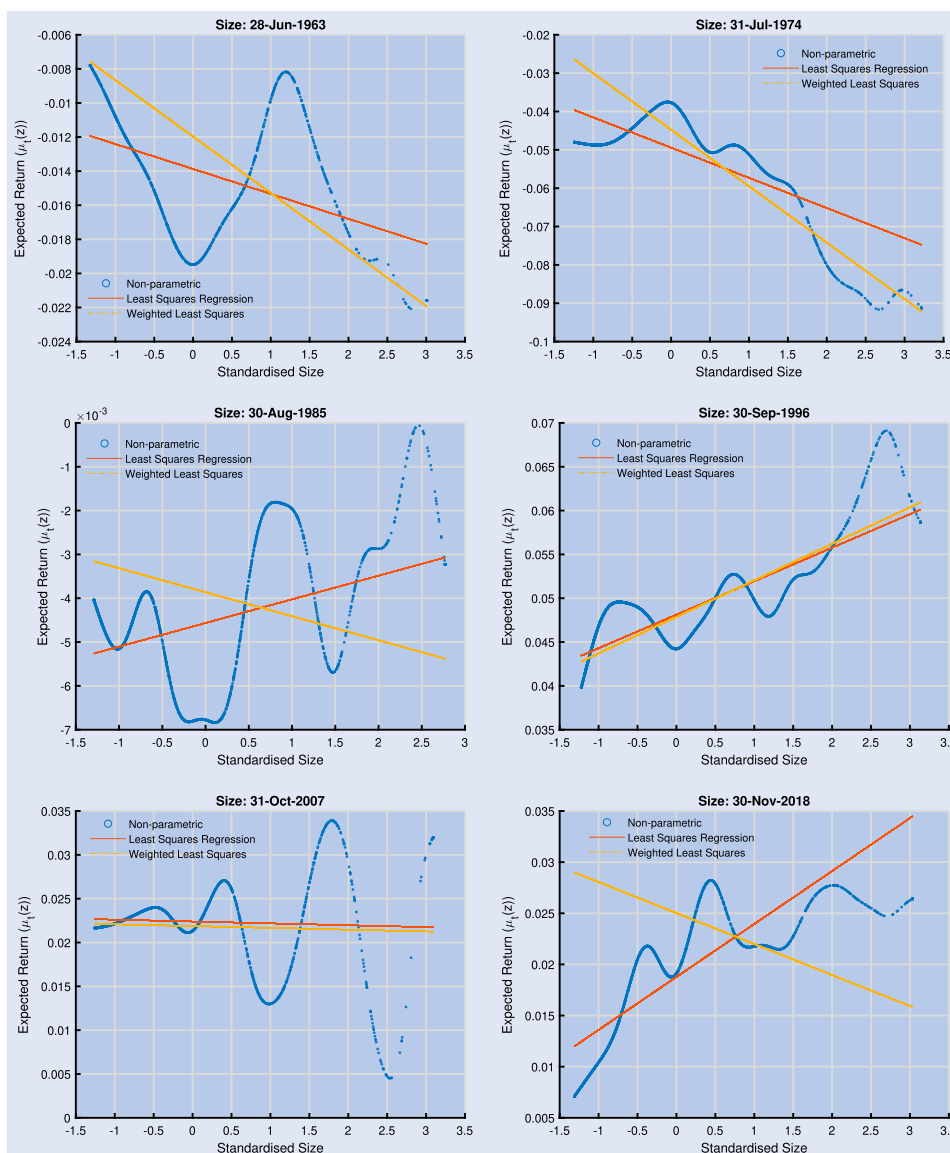 Size: 28-Jun-1963
-0.006
-0.008
-0.01
-0.012
-0.014
-0.016
-0.018
-0.02
-0.022
-0.024
Expected Return (μt(z))
Non-parametric
Least Squares Regression
Weighted Least Squares
-1.5 -1 -0.5 0 0.5 1 1.5 2 2.5 3 3.5
Standardised Size
Size: 31-Jul-1974
-0.02
-0.03
-0.04
-0.05
-0.06
-0.07
-0.08
-0.09
-0.1
Expected Return (μt(z))
Non-parametric
Least Squares Regression
Weighted Least Squares
-1.5 -1 -0.5 0 0.5 1 1.5 2 2.5 3 3.5
Standardised Size
Size: 30-Aug-1985
×10-3
0
-1
-2
-3
-4
-5
-6
-7
Expected Return (μt(z))
Non-parametric
Least Squares Regression
Weighted Least Squares
-1.5 -1 -0.5 0 0.5 1 1.5 2 2.5 3
Standardised Size
Size: 30-Sep-1996
0.07
0.065
0.06
0.055
0.05
0.045
0.04
0.035
Expected Return (μt(z))
Non-parametric
Least Squares Regression
Weighted Least Squares
-1.5 -1 -0.5 0 0.5 1 1.5 2 2.5 3 3.5
Standardised Size
Size: 31-Oct-2007
0.035
0.03
0.025
0.02
0.015
0.01
0.005
0
Expected Return (μt(z))
Non-parametric
Least Squares Regression
Weighted Least Squares
-1.5 -1 -0.5 0 0.5 1 1.5 2 2.5 3 3.5
Standardised Size
Size: 30-Nov-2018
0.035
0.03
0.025
0.02
0.015
0.01
0.005
Expected Return (μt(z))
Non-parametric
Least Squares Regression
Weighted Least Squares
-1.5 -1 -0.5 0 0.5 1 1.5 2 2.5 3 3.5
Standardised Size